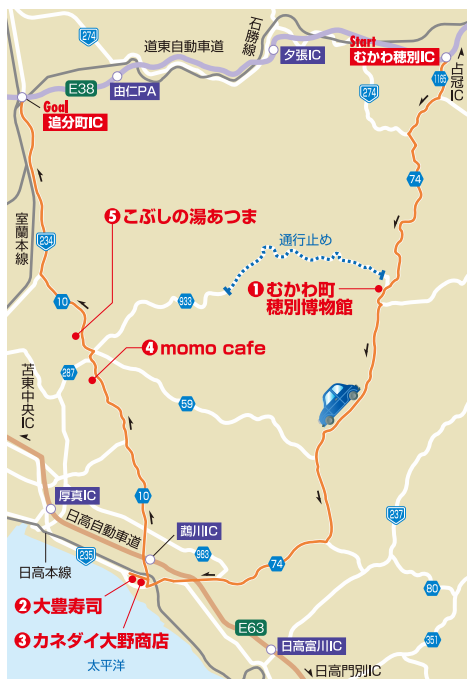 274
道東自動車道
石勝線
夕張IC
Start
むかわ穂別IC
占冠IC
1165
E38
由仁PA
Goal
追分町IC
274
74
室蘭本線
234
❺こぶしの湯あつま
通行止め
10
933
❶むかわ町
穂別博物館
❹momo cafe
287
苫東中央IC
59
10
237
厚真IC
日高自動車道
鵡川IC
235
983
74
日高本線
80
❷大豊寿司
❸カネダイ大野商店
E63
351
日高富川IC
太平洋
日高門別IC